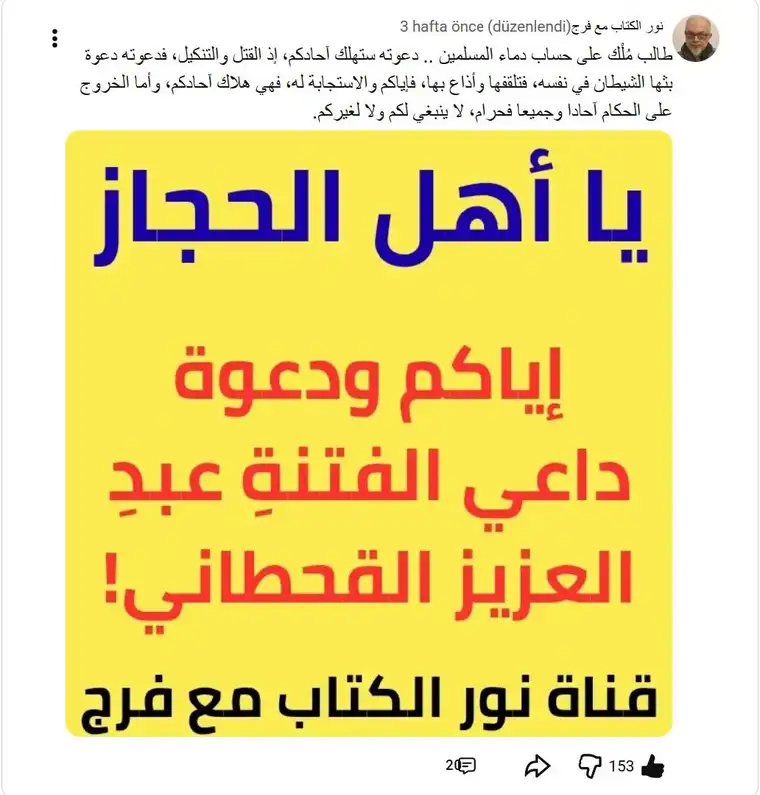 نور الكتاب مع فرج(düzenlendi) 3 hafta önce
طالب مُلْك على حساب دماء المسلمين .. دعوته ستهلك آحادكم، إذ القتل والتنكيل، فدعوته دعوة
بثها الشيطان في نفسه، فتلقفها وأذاع بها، فإياكم والاستجابة له، فهي هلاك آحادكم، وأما الخروج
على الحكام آحادا وجميعا فحرام، لا ينبغي لكم ولا لغيركم.
يا أهل الحجاز
إياكم ودعوة
داعي الفتنةِ عبدِ
العزيز القحطاني!
قناة نور الكتاب مع فرج
153
20